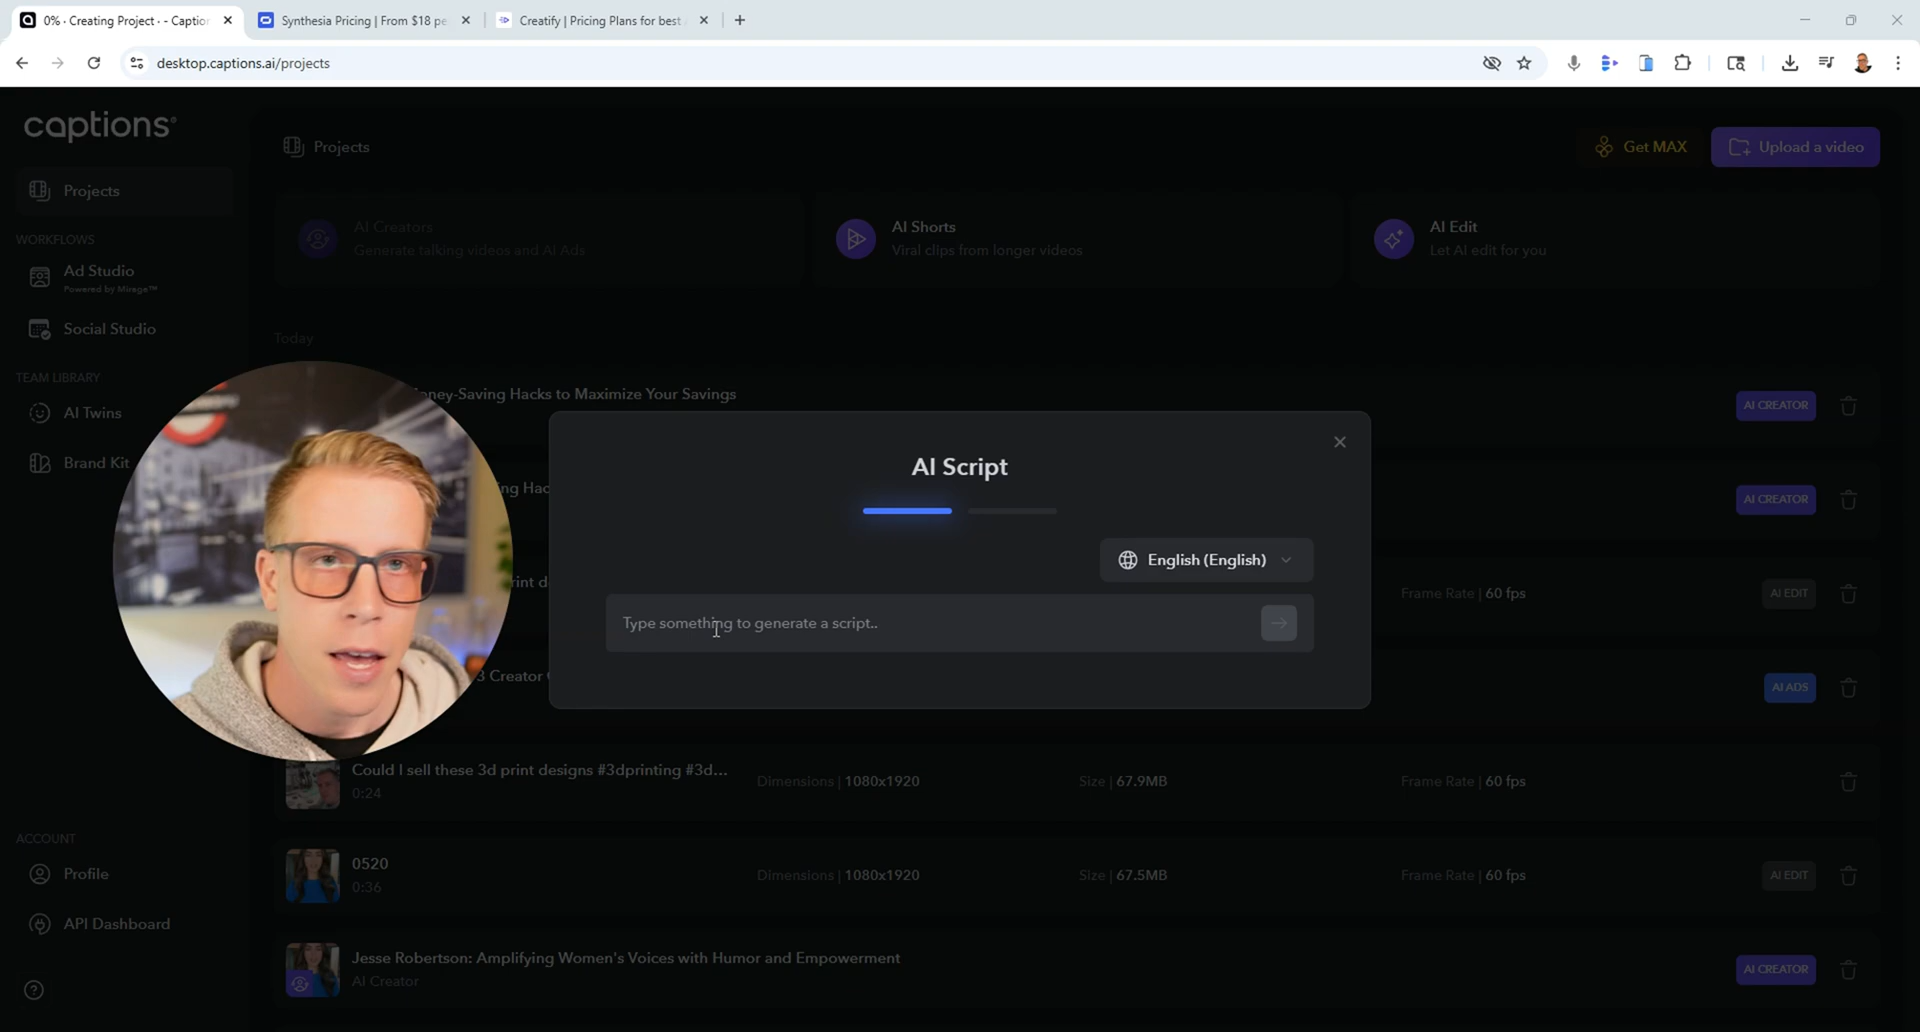 0% · Creating Project · - Caption
Synthesia Pricing | From $18 pe
Creatify | Pricing Plans for best
desktop.captions.ai/projects
captions
Projects
Get MAX
Upload a video
Projects
WORKFLOWS
Ad Studio
Powered by Mirage™
Social Studio
TEAM LIBRARY
AI Twins
Brand Kit
AI Creators
Generate talking videos and AI Ads
AI Shorts
Viral clips from longer videos
AI Edit
Let AI edit for you
Today
oney-Saving Hacks to Maximize Your Savings
AI CREATOR
ing Hac
AI CREATOR
rint d
Frame Rate | 60 fps
AI EDIT
3 Creator
AI ADS
AI Script
English (English)
Type something to generate a script..
Could I sell these 3d print designs #3dprinting #3d...
0:24
Dimensions | 1080x1920
Size | 67.9MB
Frame Rate | 60 fps
0520
0:36
Dimensions | 1080x1920
Size | 67.5MB
Frame Rate | 60 fps
AI EDIT
Jesse Robertson: Amplifying Women's Voices with Humor and Empowerment
AI Creator
AI CREATOR
ACCOUNT
Profile
API Dashboard